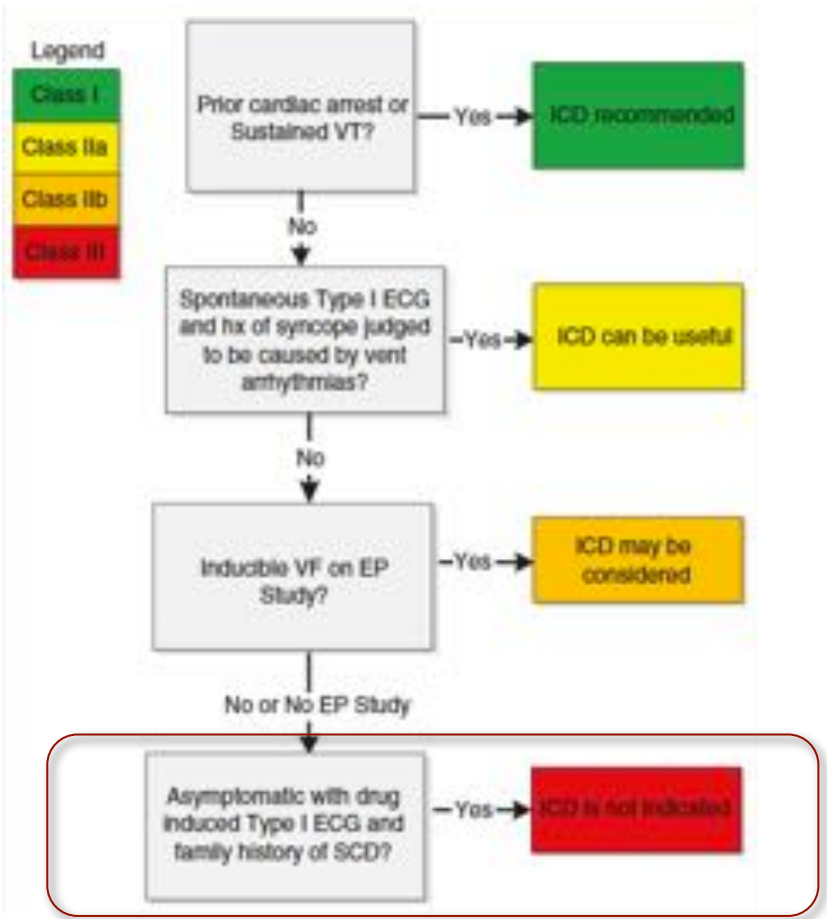 Legend
Class I
Class IIa
Class IIb
Class III
Prior cardiac arrest or
Sustained VT?
Yes
ICD recommended
No
Spontaneous Type I ECG
and hx of syncope judged
to be caused by vent
arrhythmias?
Yes
ICD can be useful
No
Inducible VF on EP
Study?
Yes
ICD may be
considered
No or No EP Study
Asymptomatic with drug
induced Type I ECG and
family history of SCD?
Yes
ICD is not indicated